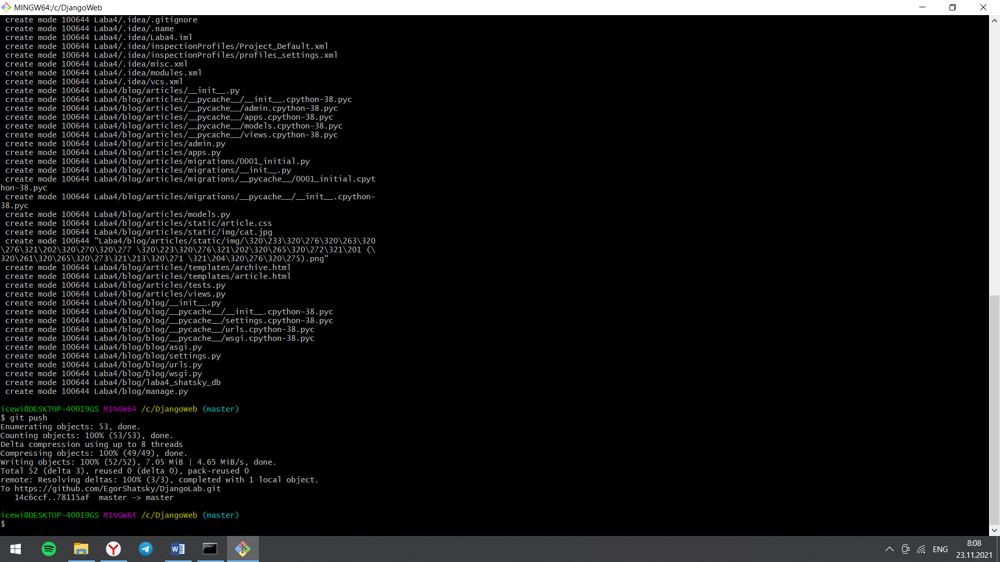 MINGW64:/c/DjangoWeb
create mode 100644 Laba4/.idea/.gitignore
create mode 100644 Laba4/.idea/.name
create mode 100644 Laba4/.idea/Laba4.iml
create mode 100644 Laba4/.idea/inspectionProfiles/Project_Default.xml
create mode 100644 Laba4/.idea/inspectionProfiles/profiles_settings.xml
create mode 100644 Laba4/.idea/misc.xml
create mode 100644 Laba4/.idea/modules.xml
create mode 100644 Laba4/.idea/vcs.xml
create mode 100644 Laba4/blog/articles/__init__.py
create mode 100644 Laba4/blog/articles/__pycache__/__init__.cpython-38.pyc
create mode 100644 Laba4/blog/articles/__pycache__/admin.cpython-38.pyc
create mode 100644 Laba4/blog/articles/__pycache__/apps.cpython-38.pyc
create mode 100644 Laba4/blog/articles/__pycache__/models.cpython-38.pyc
create mode 100644 Laba4/blog/articles/__pycache__/views.cpython-38.pyc
create mode 100644 Laba4/blog/articles/admin.py
create mode 100644 Laba4/blog/articles/apps.py
create mode 100644 Laba4/blog/articles/migrations/0001_initial.py
create mode 100644 Laba4/blog/articles/migrations/__init__.py
create mode 100644 Laba4/blog/articles/migrations/__pycache__/0001_initial.cpyt
hon-38.pyc
create mode 100644 Laba4/blog/articles/migrations/__pycache__/__init__.cpython-
38.pyc
create mode 100644 Laba4/blog/articles/models.py
create mode 100644 Laba4/blog/articles/static/article.css
create mode 100644 Laba4/blog/articles/static/img/cat.jpg
create mode 100644 "Laba4/blog/articles/static/img/\320\233\320\276\320\263\320
\276\321\202\320\270\320\277 \320\223\320\276\321\202\320\265\320\272\321\201 (\
320\261\320\265\320\273\321\213\320\271 \321\204\320\276\320\275).png"
create mode 100644 Laba4/blog/articles/templates/archive.html
create mode 100644 Laba4/blog/articles/templates/article.html
create mode 100644 Laba4/blog/articles/tests.py
create mode 100644 Laba4/blog/articles/views.py
create mode 100644 Laba4/blog/blog/__init__.py
create mode 100644 Laba4/blog/blog/__pycache__/__init__.cpython-38.pyc
create mode 100644 Laba4/blog/blog/__pycache__/settings.cpython-38.pyc
create mode 100644 Laba4/blog/blog/__pycache__/urls.cpython-38.pyc
create mode 100644 Laba4/blog/blog/__pycache__/wsgi.cpython-38.pyc
create mode 100644 Laba4/blog/blog/asgi.py
create mode 100644 Laba4/blog/blog/settings.py
create mode 100644 Laba4/blog/blog/urls.py
create mode 100644 Laba4/blog/blog/wsgi.py
create mode 100644 Laba4/blog/laba4_shatsky_db
create mode 100644 Laba4/blog/manage.py
icewi@DESKTOP-4OOI9GS MINGW64 /c/DjangoWeb (master)
$ git push
Enumerating objects: 53, done.
Counting objects: 100% (53/53), done.
Delta compression using up to 8 threads
Compressing objects: 100% (49/49), done.
Writing objects: 100% (52/52), 7.05 MiB | 4.65 MiB/s, done.
Total 52 (delta 3), reused 0 (delta 0), pack-reused 0
remote: Resolving deltas: 100% (3/3), completed with 1 local object.
To https://github.com/EgorShatsky/DjangoLab.git
14c6ccf..78115af master -> master
icewi@DESKTOP-4OOI9GS MINGW64 /c/DjangoWeb (master)
$
ENG
8:08
23.11.2021